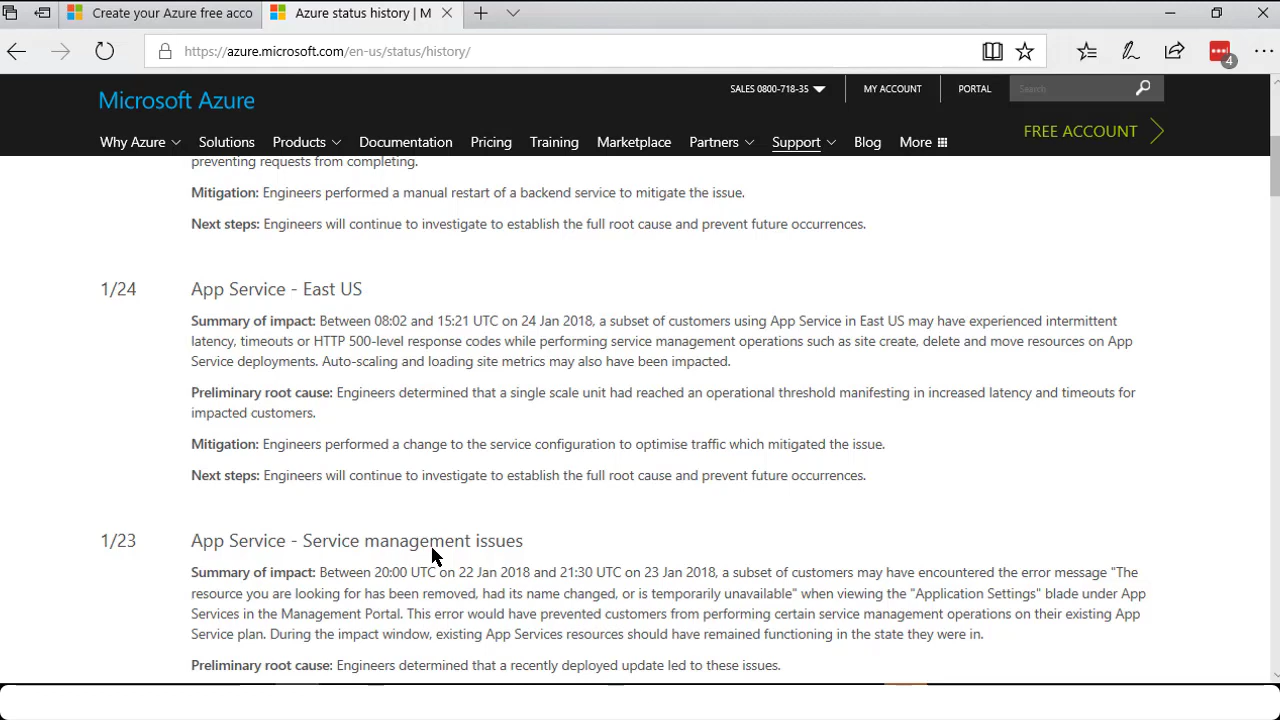 Create your Azure free acco
Azure status history | M
https://azure.microsoft.com/en-us/status/history/
4
Microsoft Azure
SALES 0800-718-35
MY ACCOUNT
PORTAL
Search
Why Azure
Solutions
Products
Documentation
Pricing
Training
Marketplace
Partners
Support
Blog
More
FREE ACCOUNT
preventing requests from completing.
Mitigation: Engineers performed a manual restart of a backend service to mitigate the issue.
Next steps: Engineers will continue to investigate to establish the full root cause and prevent future occurrences.
1/24
App Service - East US
Summary of impact: Between 08:02 and 15:21 UTC on 24 Jan 2018, a subset of customers using App Service in East US may have experienced intermittent
latency, timeouts or HTTP 500-level response codes while performing service management operations such as site create, delete and move resources on App
Service deployments. Auto-scaling and loading site metrics may also have been impacted.
Preliminary root cause: Engineers determined that a single scale unit had reached an operational threshold manifesting in increased latency and timeouts for
impacted customers.
Mitigation: Engineers performed a change to the service configuration to optimise traffic which mitigated the issue.
Next steps: Engineers will continue to investigate to establish the full root cause and prevent future occurrences.
1/23
App Service - Service management issues
Summary of impact: Between 20:00 UTC on 22 Jan 2018 and 21:30 UTC on 23 Jan 2018, a subset of customers may have encountered the error message "The
resource you are looking for has been removed, had its name changed, or is temporarily unavailable" when viewing the "Application Settings" blade under App
Services in the Management Portal. This error would have prevented customers from performing certain service management operations on their existing App
Service plan. During the impact window, existing App Services resources should have remained functioning in the state they were in.
Preliminary root cause: Engineers determined that a recently deployed update led to these issues.